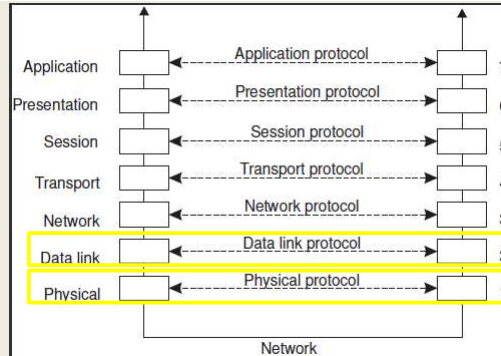 Application Application protocol
Presentation Presentation protocol
Session Session protocol
Transport Transport protocol
Network Network protocol
Data link Data link protocol
Physical Physical protocol
Network